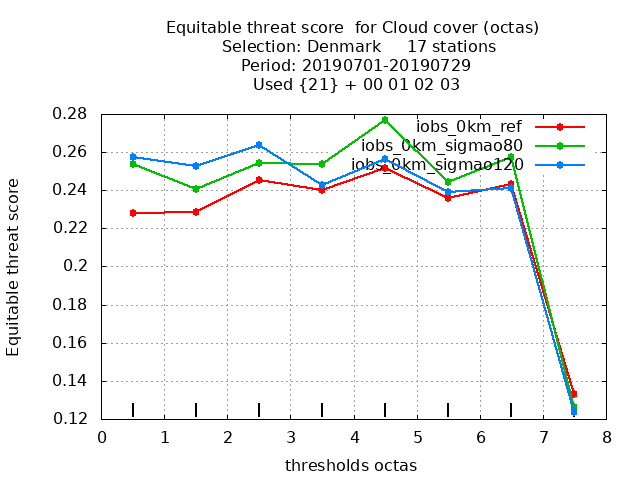 Equitable threat score  for Cloud cover (octas)
Selection: Denmark     17 stations
Period: 20190701-20190729
Used {21} + 00 01 02 03
iobs_0km_ref
iobs_0km_sigmao80
iobs_0km_sigmao120
Equitable threat score
0.28
0.26
0.24
0.22
0.2
0.18
0.16
0.14
0.12
0 1 2 3 4 5 6 7 8
thresholds octas